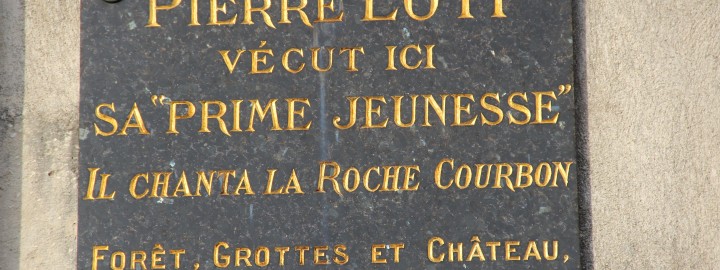 PIERRE LOTI
VÉCUT ICI
SA "PRIME JEUNESSE"
IL CHANTA LA ROCHE COURBON
FORÊT, GROTTES ET CHÂTEAU,